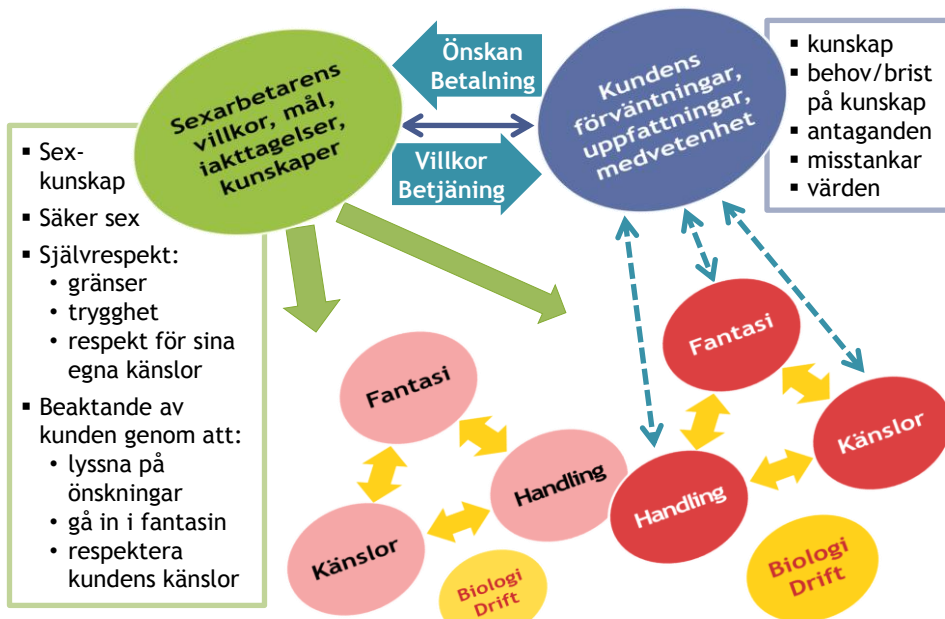 Sexarbetarens
villkor, mål,
iakttagelser,
kunskaper
Önskan
Betalning
Villkor
Betjäning
Kundens
förväntningar,
uppfattningar,
medvetenhet
▪ kunskap
▪ behov/brist
på kunskap
▪ antaganden
▪ misstankar
▪ värden
▪ Sex-
kunskap
▪ Säker sex
▪ Självrespekt:
• gränser
• trygghet
• respekt för sina
egna känslor
▪ Beaktande av
kunden genom att:
• lyssna på
önskningar
• gå in i fantasin
• respektera
kundens känslor
Fantasi
Handling
Känslor
Biologi
Drift
Fantasi
Känslor
Handling
Biologi
Drift